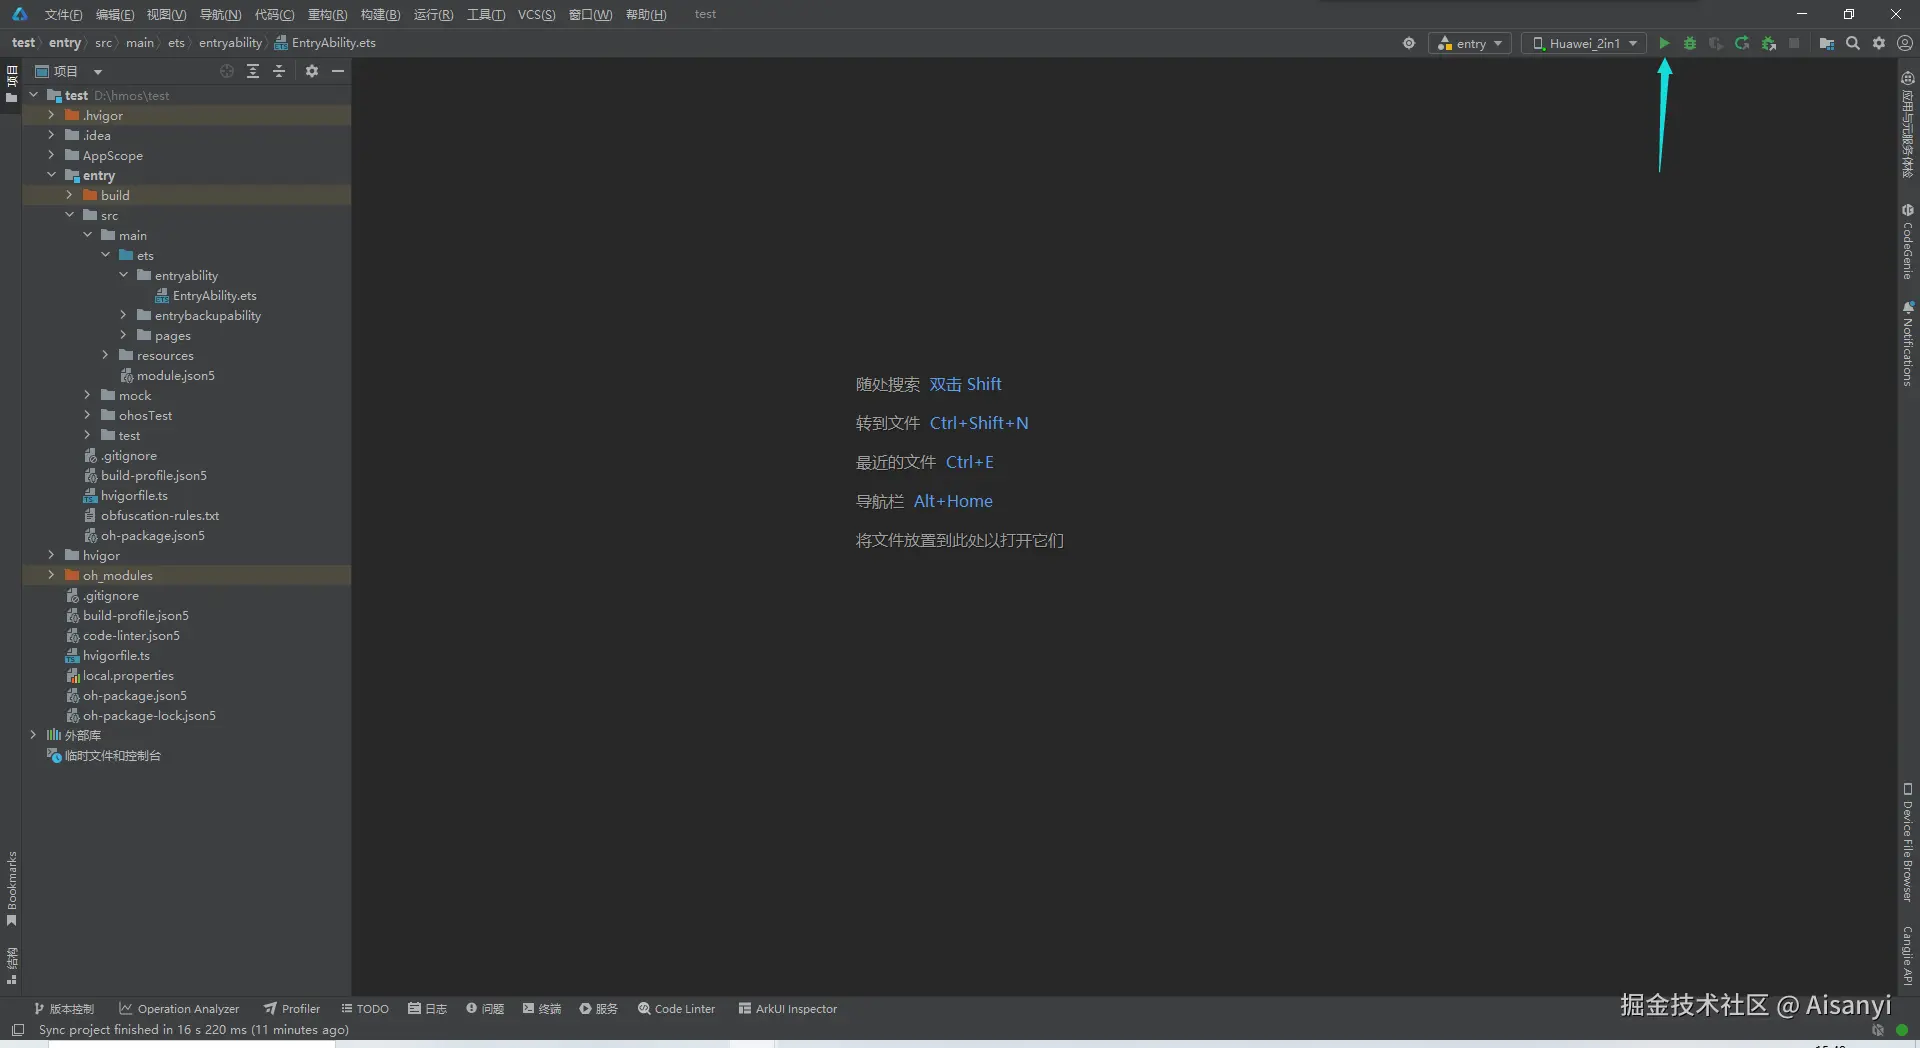 文件(F) 编辑(E) 视图(V) 导航(N) 代码(C) 重构(R) 构建(B) 运行(R) 工具(T) VCS(S) 窗口(W) 帮助(H) test
test entry src main ets entryability EntryAbility.ets entry Huawei_2in1
项目
项目
test D:\hmos\test
.hvigor
.idea
AppScope
entry
build
src
main
ets
entryability
EntryAbility.ets
entrybackupability
pages
resources
module.json5
mock
ohosTest
test
.gitignore
build-profile.json5
hvigorfile.ts
obfuscation-rules.txt
oh-package.json5
hvigor
oh_modules
.gitignore
build-profile.json5
code-linter.json5
hvigorfile.ts
local.properties
oh-package.json5
oh-package-lock.json5
外部库
临时文件和控制台
随处搜索 双击 Shift
转到文件 Ctrl+Shift+N
最近的文件 Ctrl+E
导航栏 Alt+Home
将文件放置到此处以打开它们
应用与元服务体检
CodeGenie
Notifications
Device File Browser
Cangjie API
Bookmarks
结构
版本控制 Operation Analyzer Profiler TODO 日志 问题 终端 服务 Code Linter ArkUI Inspector
Sync project finished in 16 s 220 ms (11 minutes ago)
掘金技术社区 @ Aisanyi